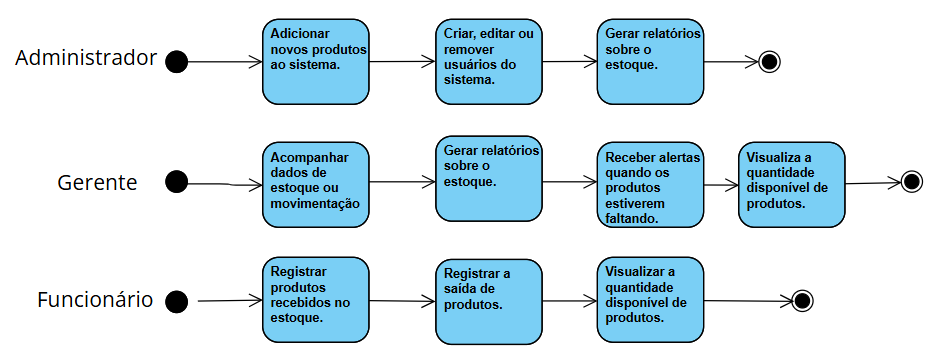 Administrador
Adicionar
novos produtos
ao sistema.
Criar, editar ou
remover
usuários do
sistema.
Gerar relatórios
sobre o
estoque.
Gerente
Acompanhar
dados de
estoque ou
movimentação
Gerar relatórios
sobre o
estoque.
Receber alertas
quando os
produtos
estiverem
faltando.
Visualiza a
quantidade
disponível de
produtos.
Funcionário
Registrar
produtos
recebidos no
estoque.
Registrar a
saída de
produtos.
Visualizar a
quantidade
disponível de
produtos.